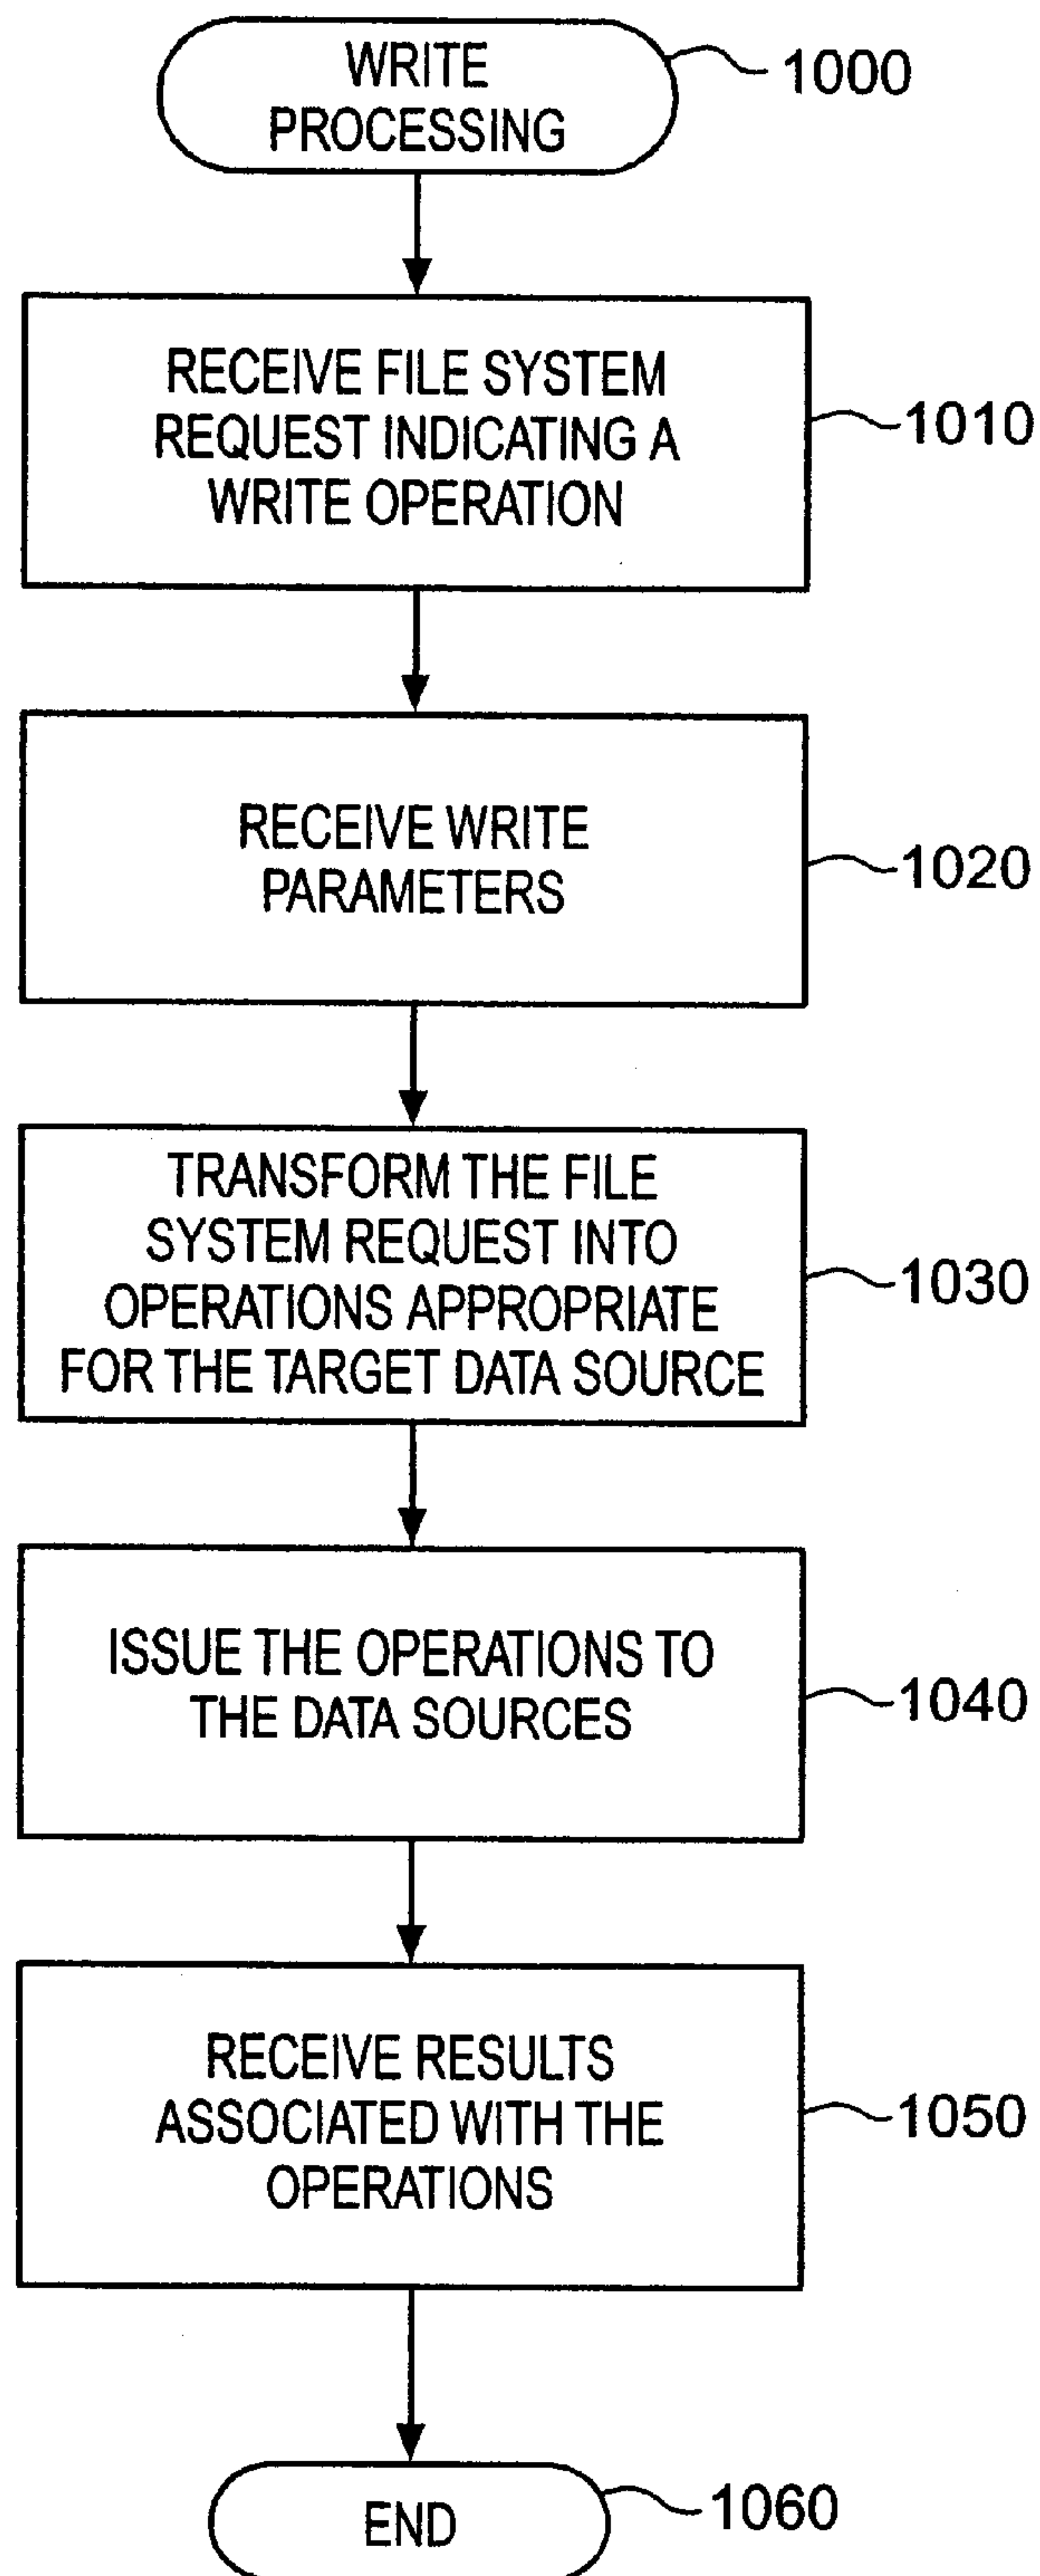 WRITE
PROCESSING
1000
RECEIVE FILE SYSTEM
REQUEST INDICATING A
WRITE OPERATION
1010
RECEIVE WRITE
PARAMETERS
1020
TRANSFORM THE FILE
SYSTEM REQUEST INTO
OPERATIONS APPROPRIATE
FOR THE TARGET DATA SOURCE
1030
ISSUE THE OPERATIONS TO
THE DATA SOURCES
1040
RECEIVE RESULTS
ASSOCIATED WITH THE
OPERATIONS
1050
END
1060